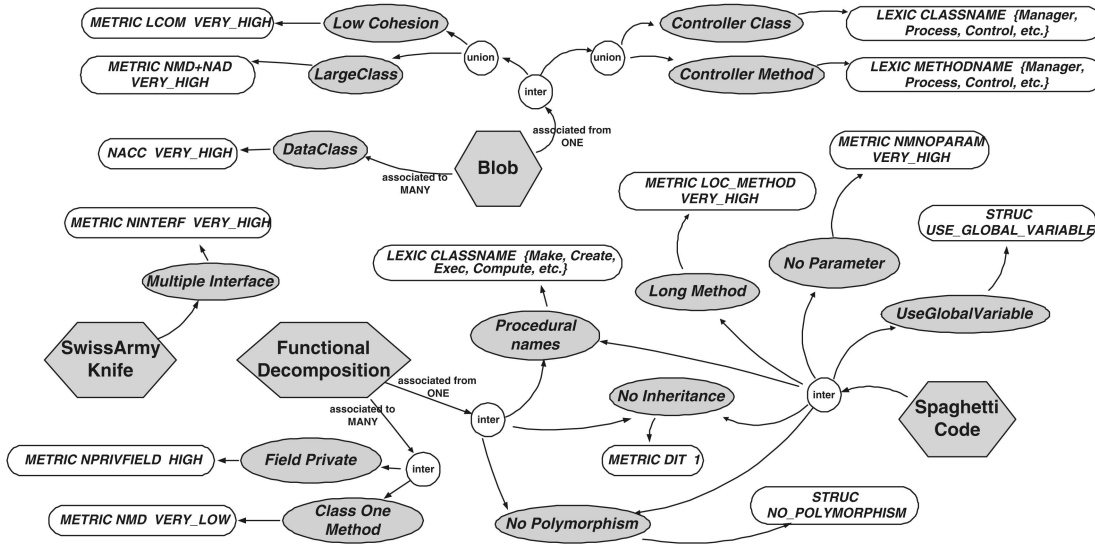 METRIC LCOM VERY_HIGH
Low Cohesion
union
METRIC NMD+NAD
VERY_HIGH
LargeClass
inter
union
Controller Class
LEXIC CLASSNAME {Manager,
Process, Control, etc.}
Controller Method
LEXIC METHODNAME {Manager,
Process, Control, etc.}
associated from
ONE
NACC VERY_HIGH
DataClass
associated to
MANY
Blob
METRIC NMNOPARAM
VERY_HIGH
METRIC LOC_METHOD
VERY_HIGH
STRUC
USE_GLOBAL_VARIABLE
METRIC NINTERF VERY_HIGH
Multiple Interface
LEXIC CLASSNAME {Make, Create,
Exec, Compute, etc.}
Long Method
No Parameter
UseGlobalVariable
SwissArmy
Knife
Functional
Decomposition
Procedural
names
associated from
ONE
associated to
MANY
inter
No Inheritance
inter
Spaghetti
Code
METRIC DIT 1
METRIC NPRIVFIELD HIGH
Field Private
inter
METRIC NMD VERY_LOW
Class One
Method
No Polymorphism
STRUC
NO_POLYMORPHISM